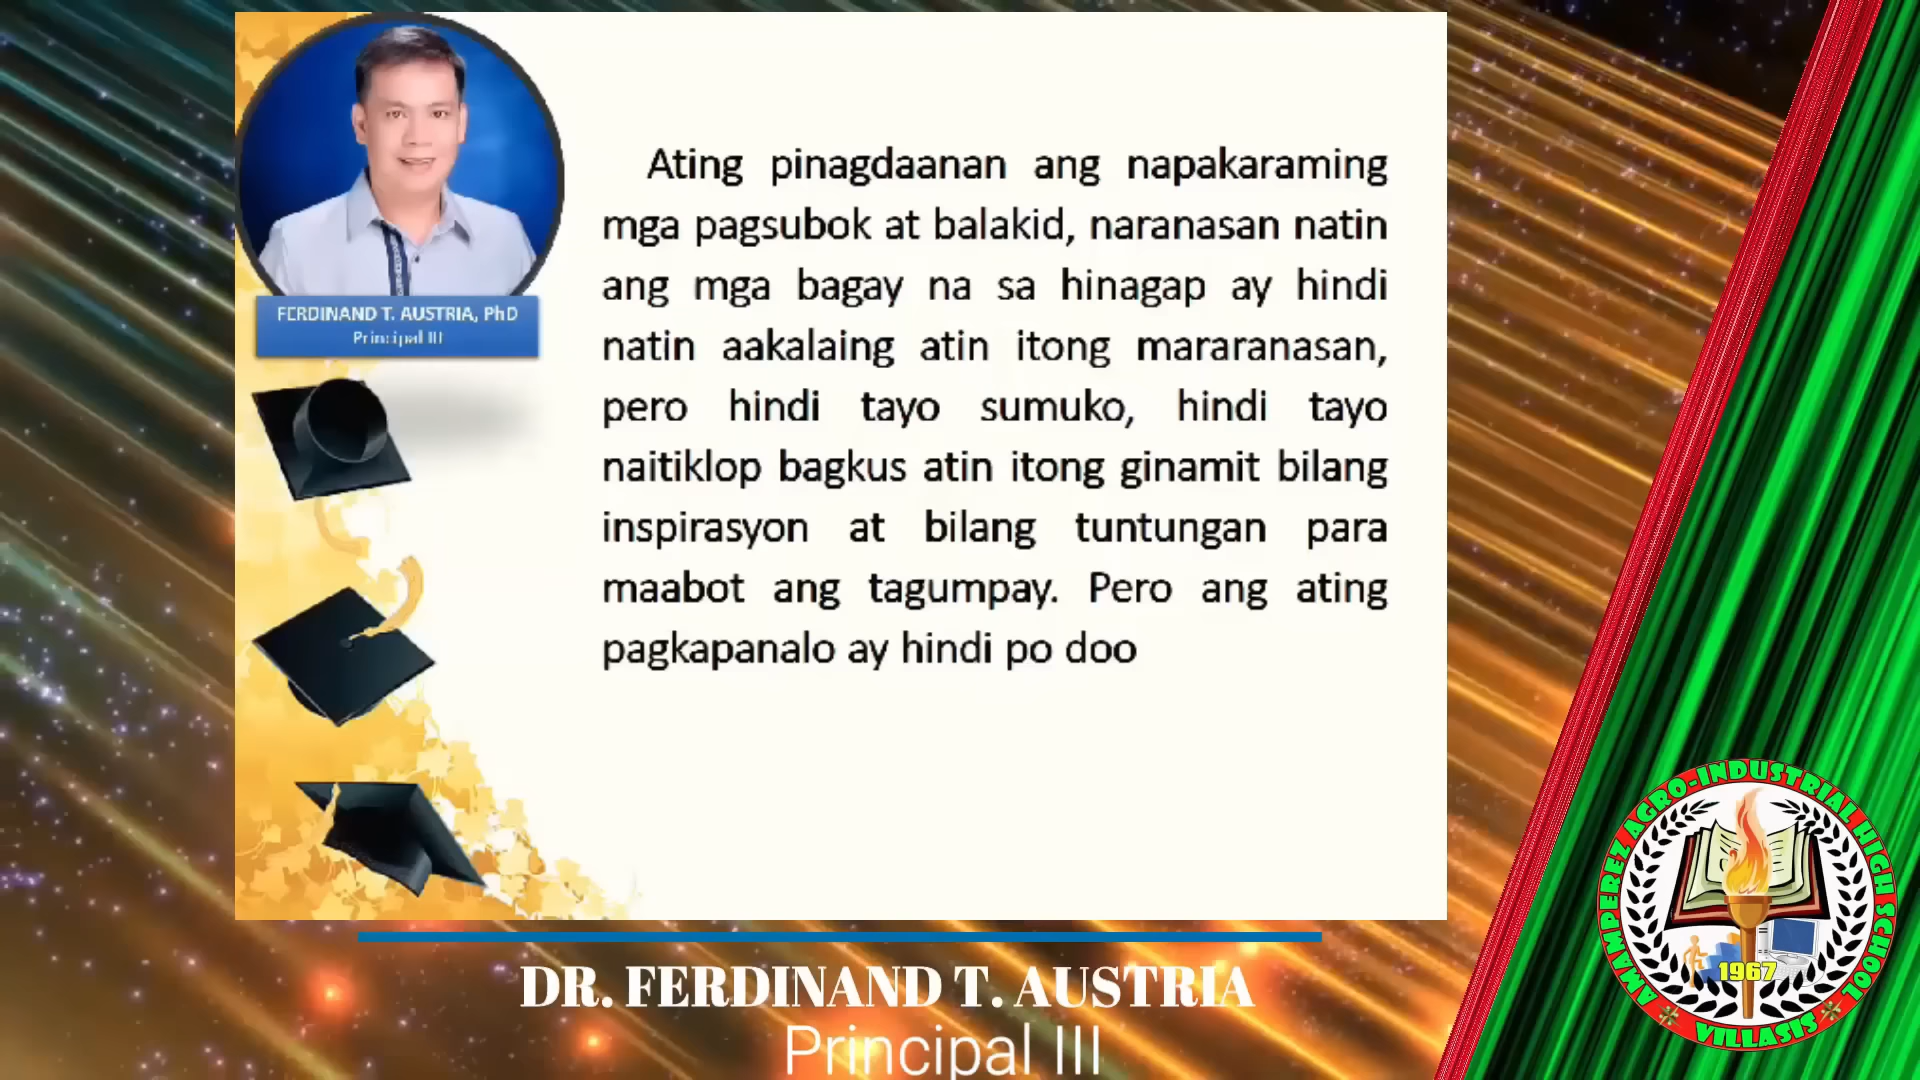 FERDINAND T. AUSTRIA, PhD
Principal III
Ating pinagdaanan ang napakaraming
mga pagsubok at balakid, naranasan natin
ang mga bagay na sa hinagap ay hindi
natin aakalaing atin itong mararanasan,
pero hindi tayo sumuko, hindi tayo
naitiklop bagkus atin itong ginamit bilang
inspirasyon at bilang tuntungan para
maabot ang tagumpay. Pero ang ating
pagkapanalo ay hindi po doo
DR. FERDINAND T. AUSTRIA
Principal III
AMAMPEREZ AGRO-INDUSTRIAL HIGH SCHOOL
1967
VILLASIS